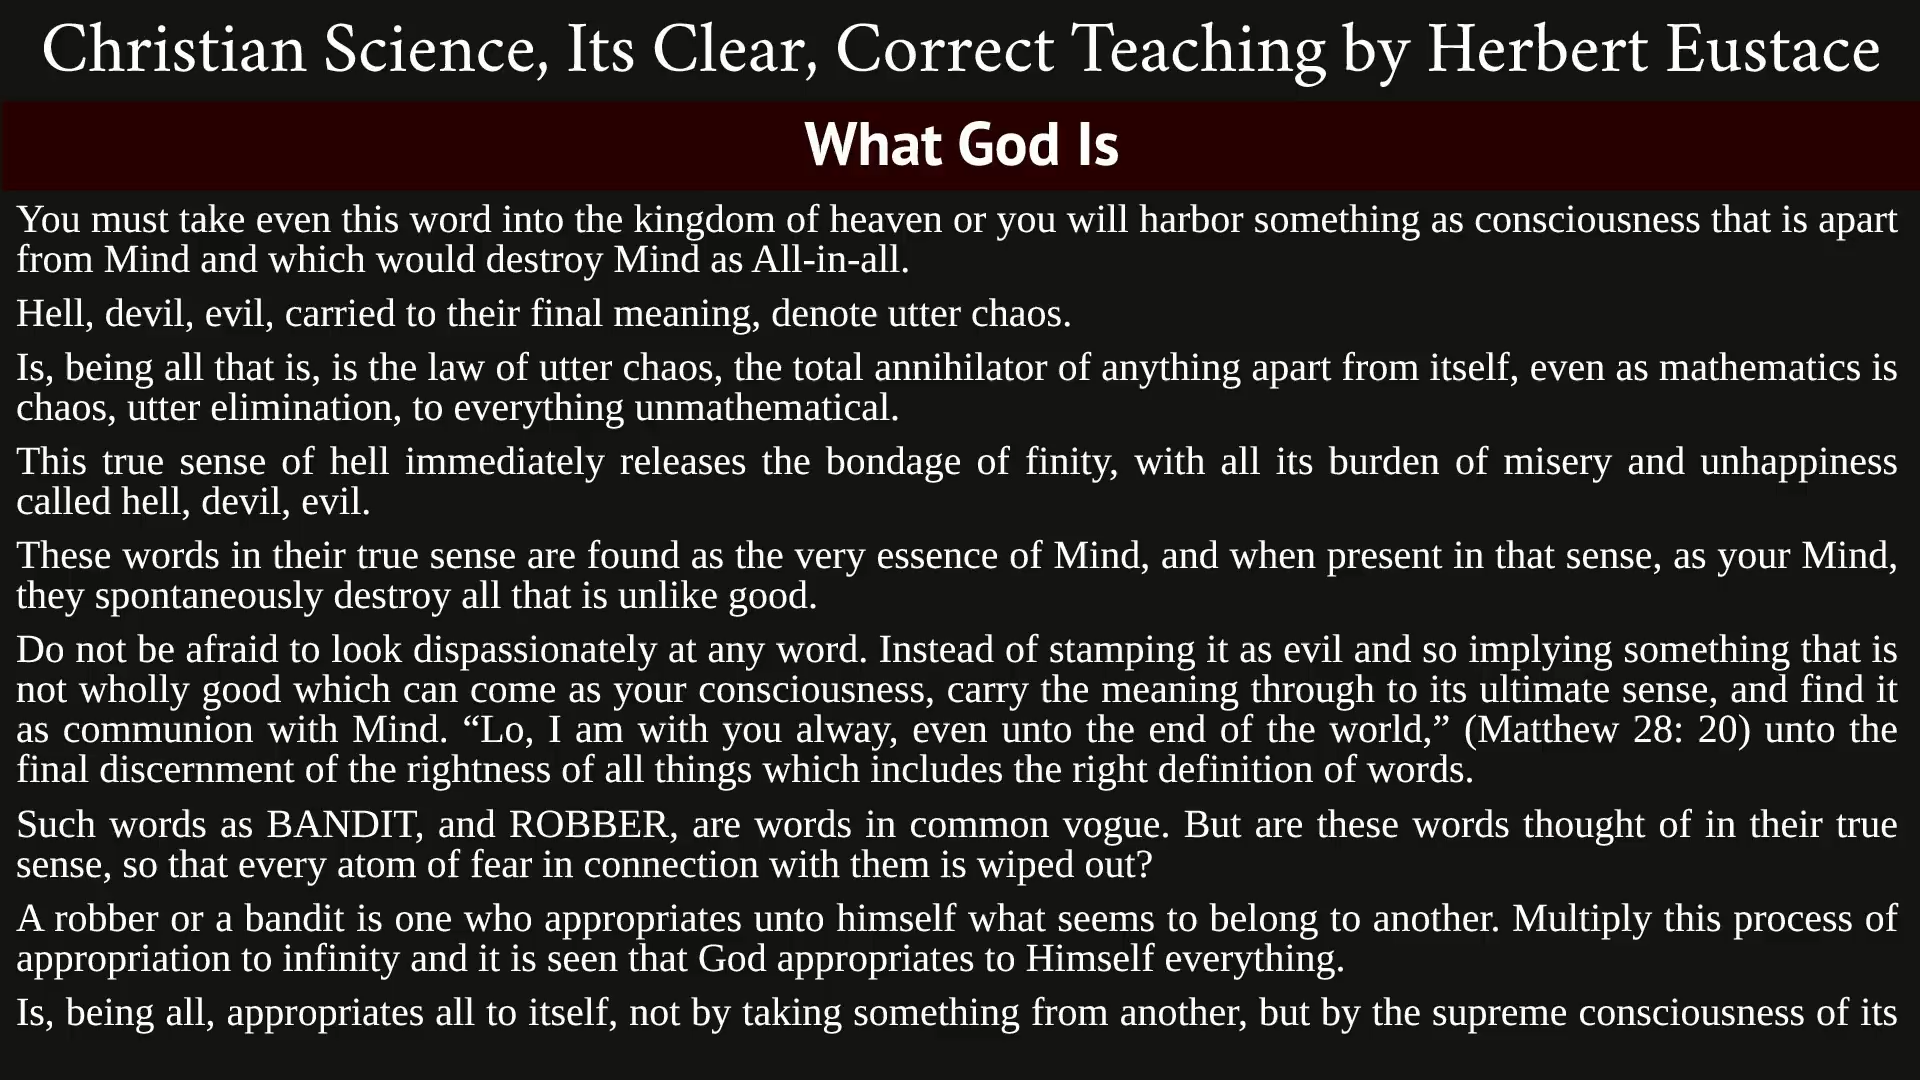 Christian Science, Its Clear, Correct Teaching by Herbert Eustace
What God Is
You must take even this word into the kingdom of heaven or you will harbor something as consciousness that is apart
from Mind and which would destroy Mind as All-in-all.
Hell, devil, evil, carried to their final meaning, denote utter chaos.
Is, being all that is, is the law of utter chaos, the total annihilator of anything apart from itself, even as mathematics is
chaos, utter elimination, to everything unmathematical.
This true sense of hell immediately releases the bondage of finity, with all its burden of misery and unhappiness
called hell, devil, evil.
These words in their true sense are found as the very essence of Mind, and when present in that sense, as your Mind,
they spontaneously destroy all that is unlike good.
Do not be afraid to look dispassionately at any word. Instead of stamping it as evil and so implying something that is
not wholly good which can come as your consciousness, carry the meaning through to its ultimate sense, and find it
as communion with Mind. “Lo, I am with you alway, even unto the end of the world,” (Matthew 28: 20) unto the
final discernment of the rightness of all things which includes the right definition of words.
Such words as BANDIT, and ROBBER, are words in common vogue. But are these words thought of in their true
sense, so that every atom of fear in connection with them is wiped out?
A robber or a bandit is one who appropriates unto himself what seems to belong to another. Multiply this process of
appropriation to infinity and it is seen that God appropriates to Himself everything.
Is, being all, appropriates all to itself, not by taking something from another, but by the supreme consciousness of its